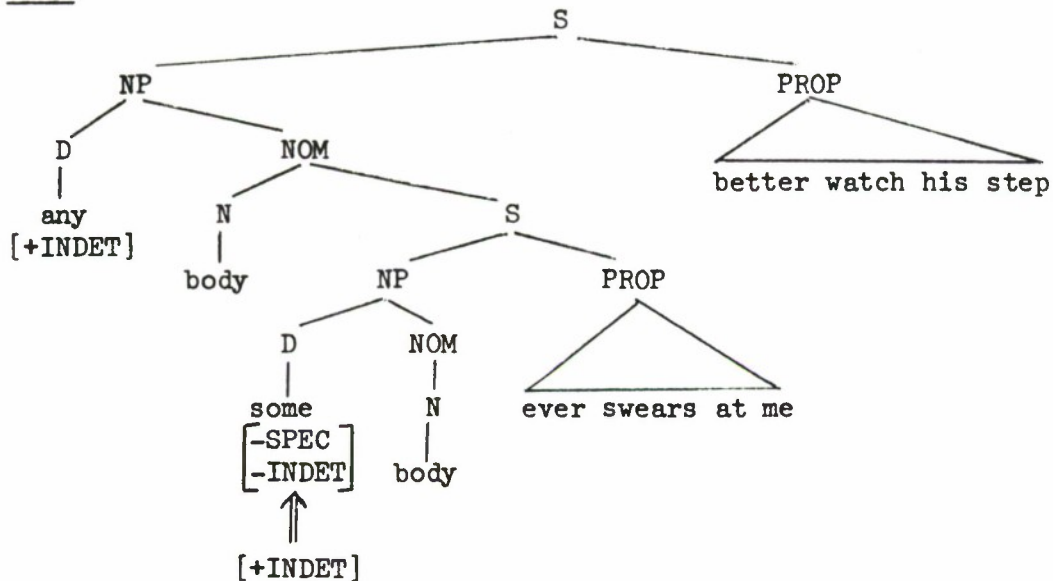 S
NP PROP
D NOM better watch his step
any N S
[+INDET] body NP PROP
D NOM
some N ever swears at me
[-SPEC
-INDET] body
[+INDET]